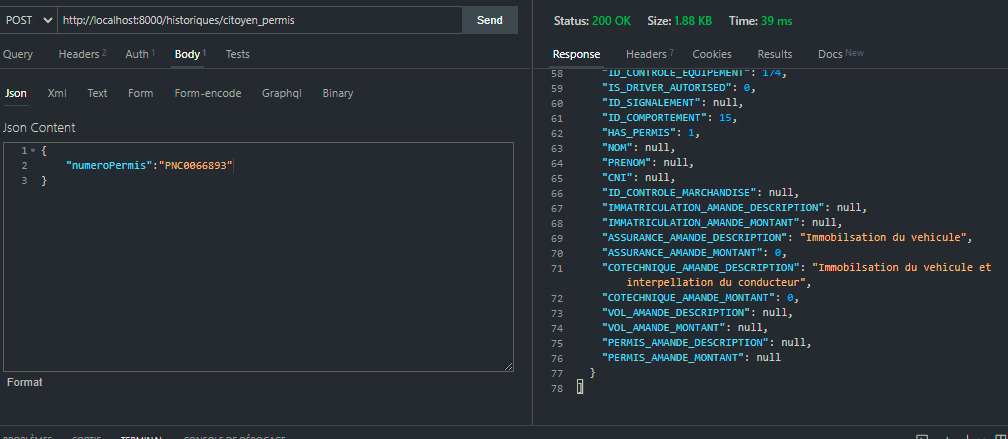 POST http://localhost:8000/historiques/citoyen_permis Send
Query Headers 2 Auth 1 Body 1 Tests
Json Xml Text Form Form-encode Graphql Binary
Json Content
1 {
2 "numeroPermis":"PNC0066893"
3 }
Format
Status: 200 OK Size: 1.88 KB Time: 39 ms
Response Headers 7 Cookies Results Docs New
58 "ID_CONTROLE_EQUIPEMENT": 174,
59 "IS_DRIVER_AUTORISED": 0,
60 "ID_SIGNALEMENT": null,
61 "ID_COMPORTEMENT": 15,
62 "HAS_PERMIS": 1,
63 "NOM": null,
64 "PRENOM": null,
65 "CNI": null,
66 "ID_CONTROLE_MARCHANDISE": null,
67 "IMMATRICULATION_AMANDE_DESCRIPTION": null,
68 "IMMATRICULATION_AMANDE_MONTANT": null,
69 "ASSURANCE_AMANDE_DESCRIPTION": "Immobilsation du vehicule",
70 "ASSURANCE_AMANDE_MONTANT": 0,
71 "COTECHNIQUE_AMANDE_DESCRIPTION": "Immobilsation du vehicule et
interpellation du conducteur",
72 "COTECHNIQUE_AMANDE_MONTANT": 0,
73 "VOL_AMANDE_DESCRIPTION": null,
74 "VOL_AMANDE_MONTANT": null,
75 "PERMIS_AMANDE_DESCRIPTION": null,
76 "PERMIS_AMANDE_MONTANT": null
77 }
78 ]
PROBLÈMES SORTIE TERMINAL CONSOLE DE DÉBOGAGE